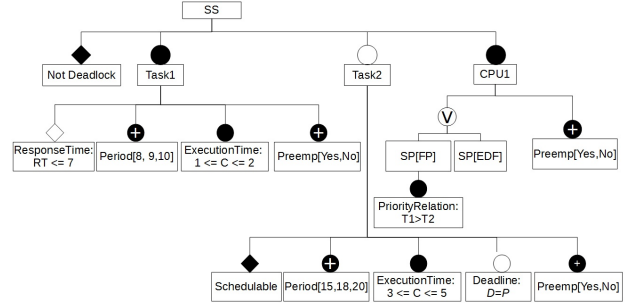 SS
Not Deadlock
Task1
Task2
CPU1
V
ResponseTime:
RT <= 7
Period[8, 9,10]
ExecutionTime:
1 <= C <= 2
Preemp[Yes,No]
SP[FP]
SP[EDF]
Preemp[Yes,No]
PriorityRelation:
T1>T2
Schedulable
Period[15,18,20]
ExecutionTime:
3 <= C <= 5
Deadline:
D=P
Preemp[Yes,No]